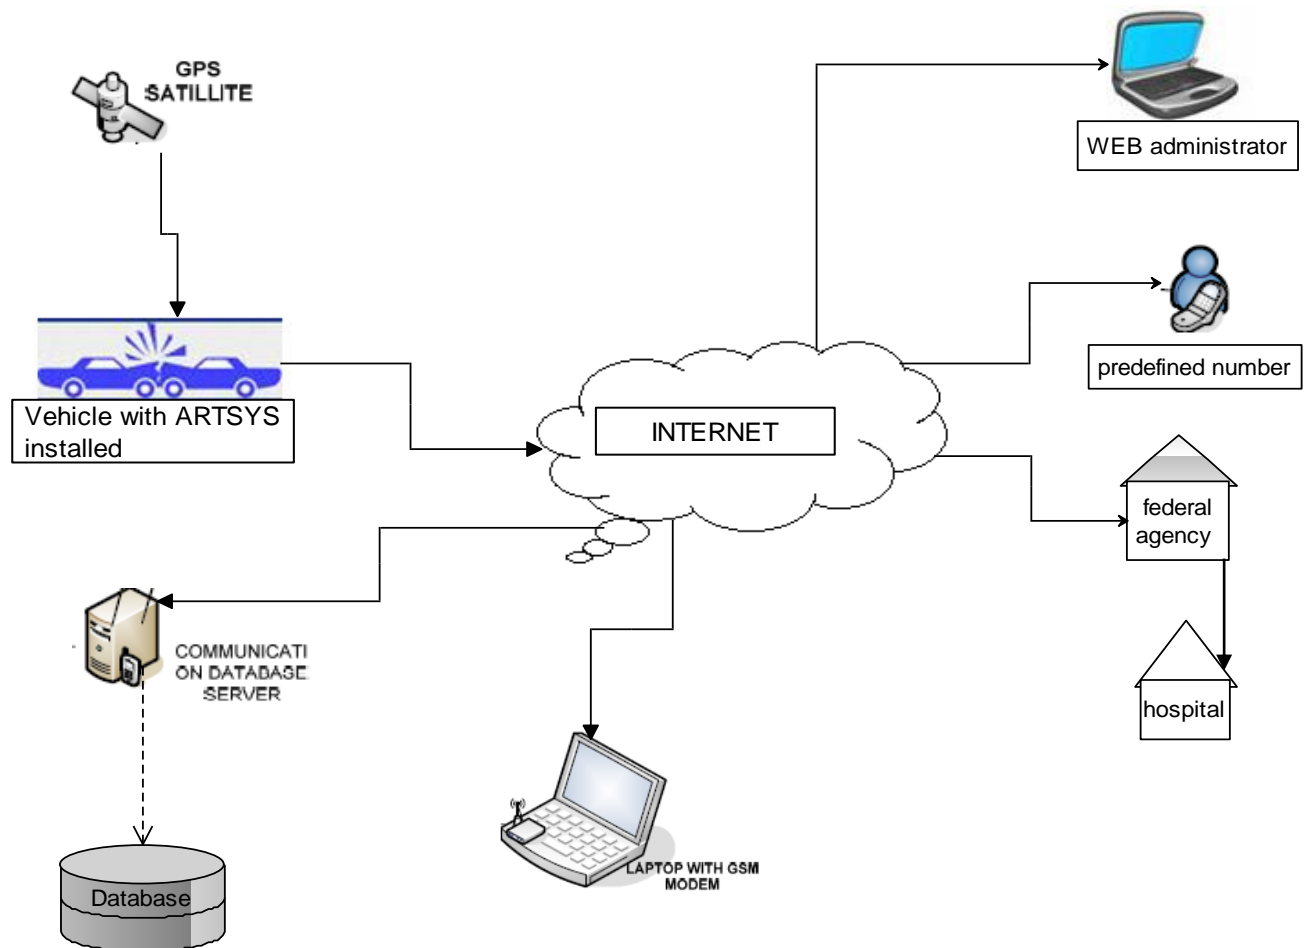 GPS
SATILLITE
WEB administrator
predefined number
Vehicle with ARTSYS
installed
INTERNET
federal
agency
hospital
COMMUNICATI
ON DATABASE
SERVER
LAPTOP WITH GSM
MODEM
Database